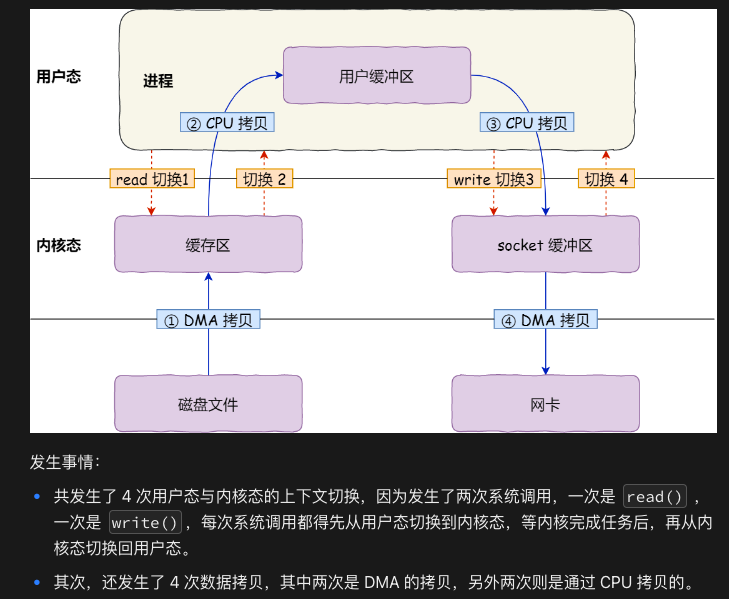 用户态
进程
用户缓冲区
② CPU 拷贝
③ CPU 拷贝
read 切换1
切换 2
write 切换3
切换 4
内核态
缓存区
socket 缓冲区
① DMA 拷贝
④ DMA 拷贝
磁盘文件
网卡
发生事情：
共发生了 4 次用户态与内核态的上下文切换，因为发生了两次系统调用，一次是 read() ，
一次是 write() ，每次系统调用都得先从用户态切换到内核态，等内核完成任务后，再从内
核态切换回用户态。
其次，还发生了 4 次数据拷贝，其中两次是 DMA 的拷贝，另外两次则是通过 CPU 拷贝的。